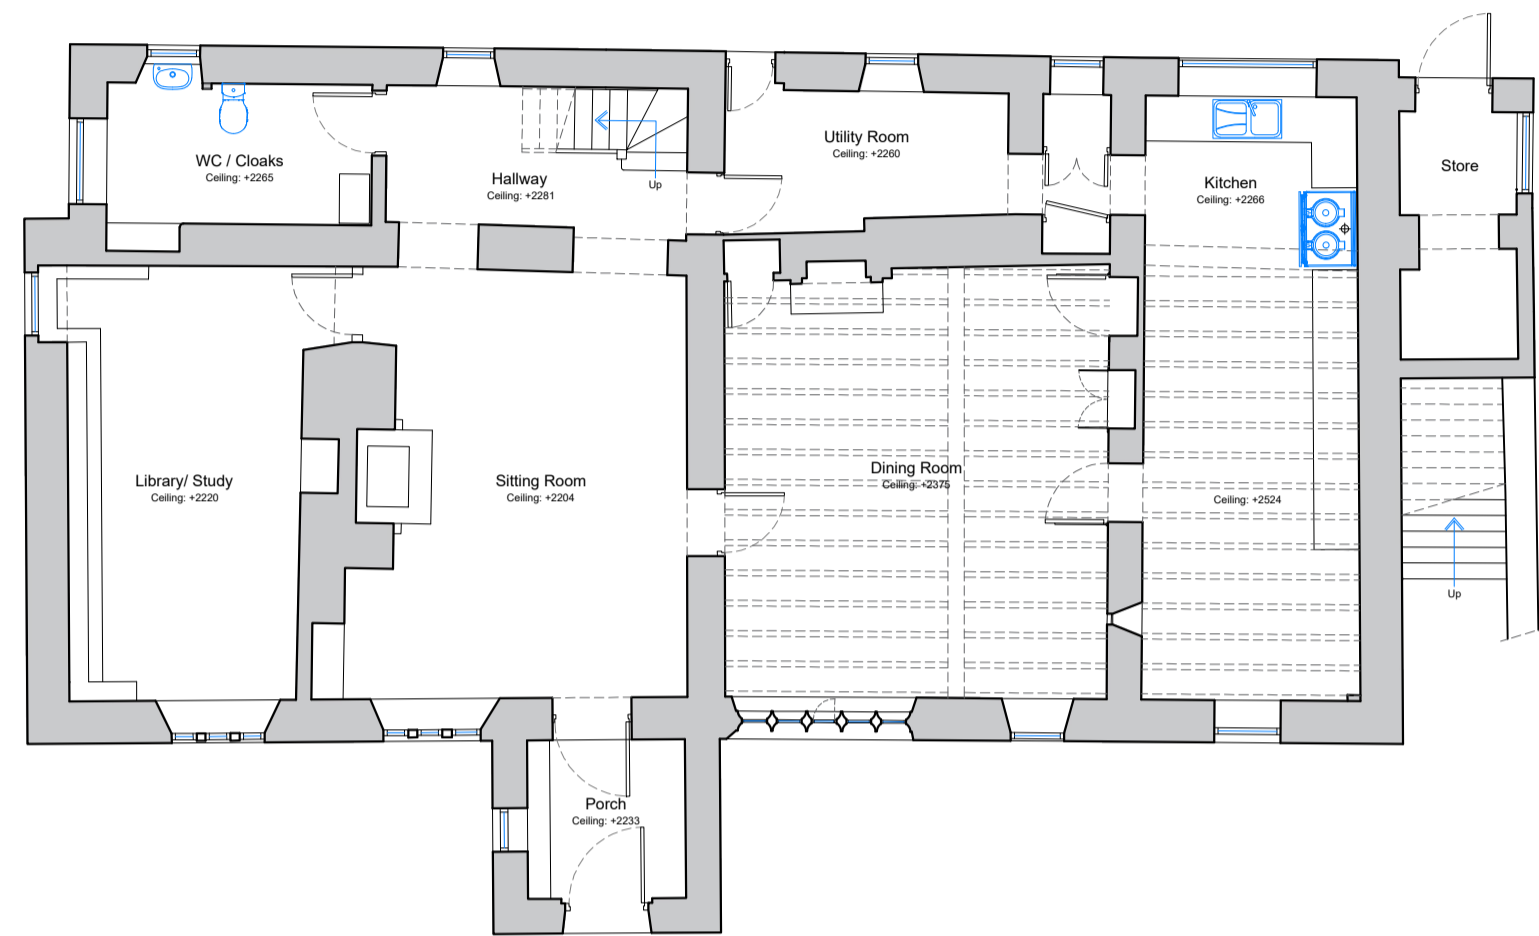 WC / Cloaks
Ceiling: +2265
Hallway
Ceiling: +2281
Up
Utility Room
Ceiling: +2260
Kitchen
Ceiling: +2266
Store
Library/ Study
Ceiling: +2220
Sitting Room
Ceiling: +2204
Dining Room
Ceiling: +2375
Ceiling: +2524
Up
Porch
Ceiling: +2233